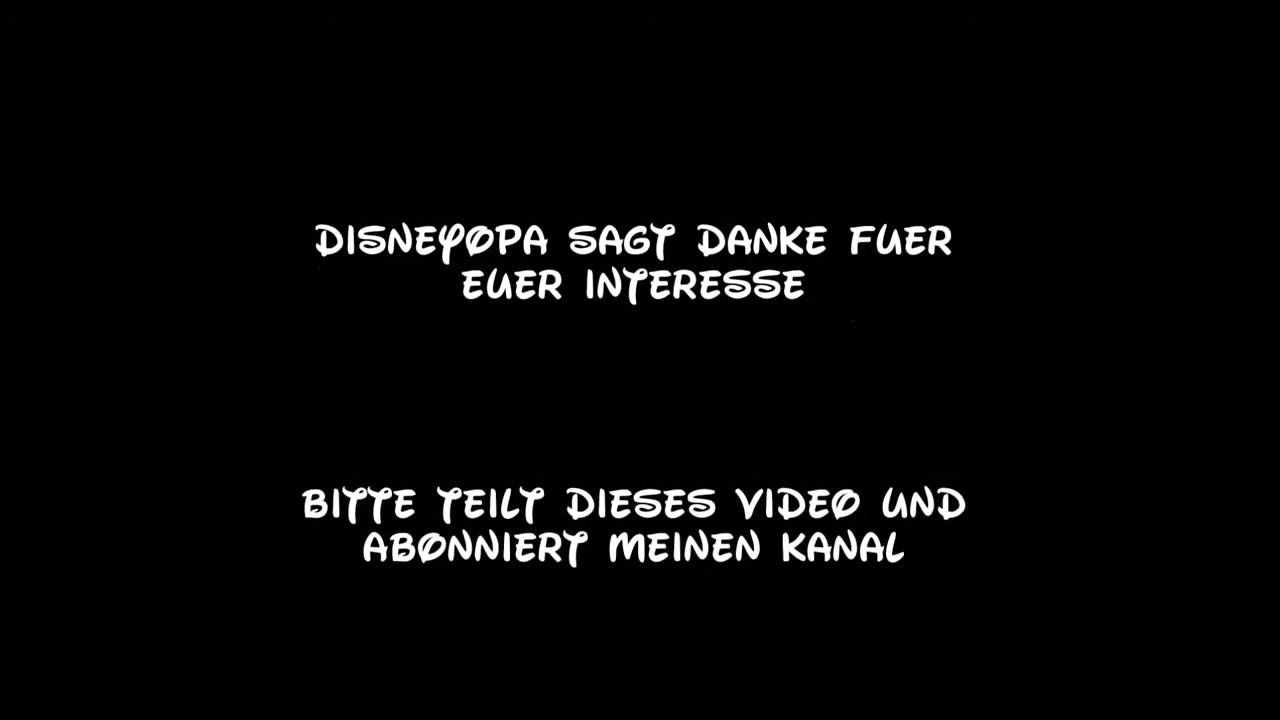 DISNEYOPA SAGT DANKE FUER
EUER INTERESSE
BITTE TEILT DIESES VIDEO UND
ABONNIERT MEINEN KANAL